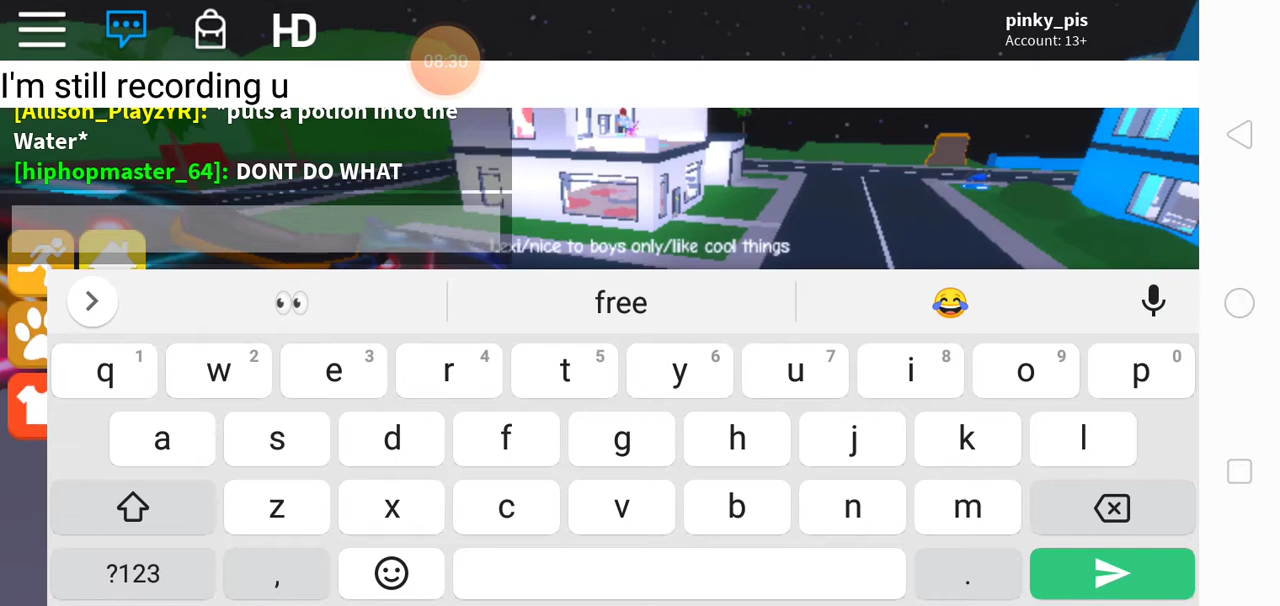 HD
pinky_pis
Account: 13+
08:30
I'm still recording u
[Allison_PlayzYR]: *puts a potion into the
Water*
[hiphopmaster_64]: DONT DO WHAT
Lexi/nice to boys only/like cool things
👀 free 😂
q 1 w 2 e 3 r 4 t 5 y 6 u 7 i 8 o 9 p 0
a s d f g h j k l
z x c v b n m
?123 , .